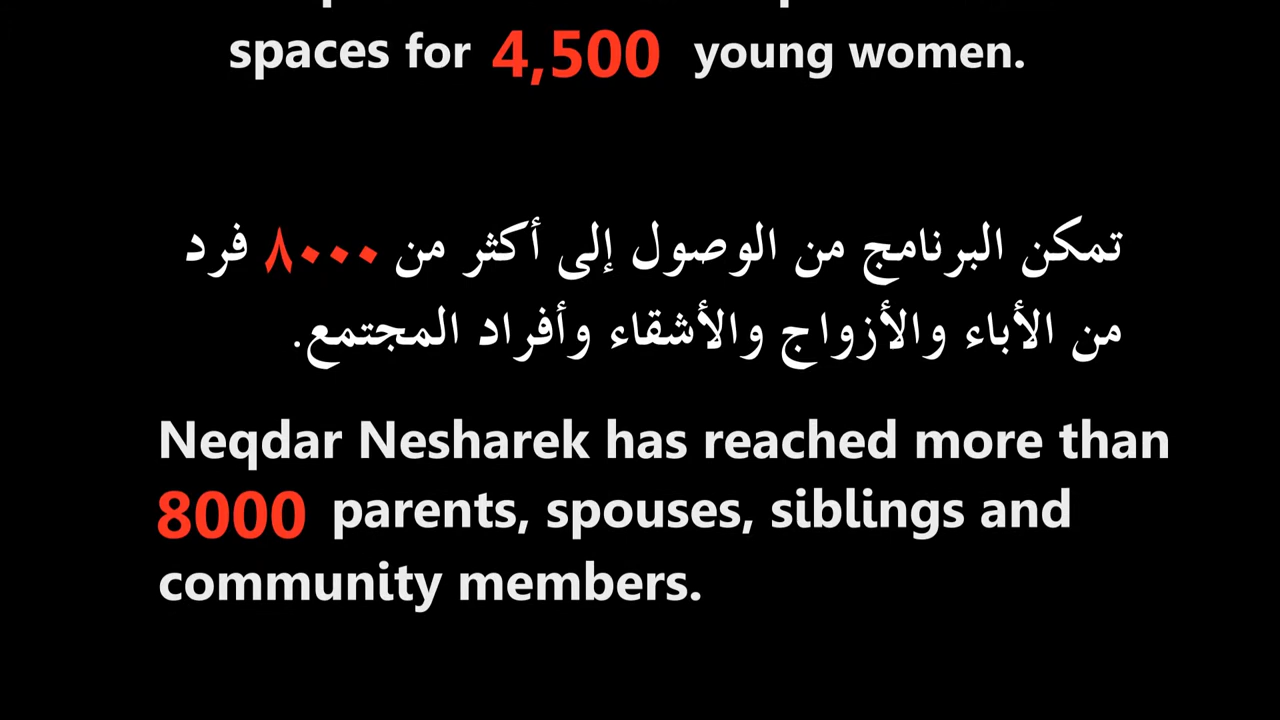 spaces for 4,500 young women.
تمكن البرنامج من الوصول إلى أكثر من ٨٠٠٠ فرد
من الأباء والأزواج والأشقاء وأفراد المجتمع.
Neqdar Nesharek has reached more than
8000 parents, spouses, siblings and
community members.